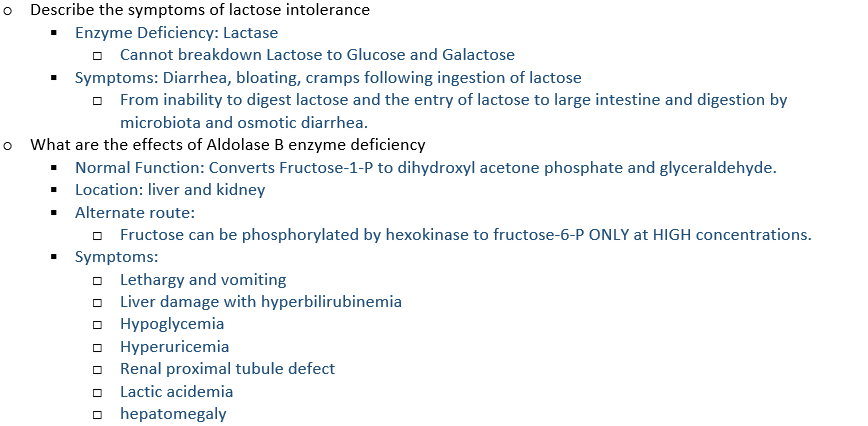 Describe the symptoms of lactose intolerance
Enzyme Deficiency: Lactase
Cannot breakdown Lactose to Glucose and Galactose
Symptoms: Diarrhea, bloating, cramps following ingestion of lactose
From inability to digest lactose and the entry of lactose to large intestine and digestion by
microbiota and osmotic diarrhea.
What are the effects of Aldolase B enzyme deficiency
Normal Function: Converts Fructose-1-P to dihydroxyl acetone phosphate and glyceraldehyde.
Location: liver and kidney
Alternate route:
Fructose can be phosphorylated by hexokinase to fructose-6-P ONLY at HIGH concentrations.
Symptoms:
Lethargy and vomiting
Liver damage with hyperbilirubinemia
Hypoglycemia
Hyperuricemia
Renal proximal tubule defect
Lactic acidemia
hepatomegaly